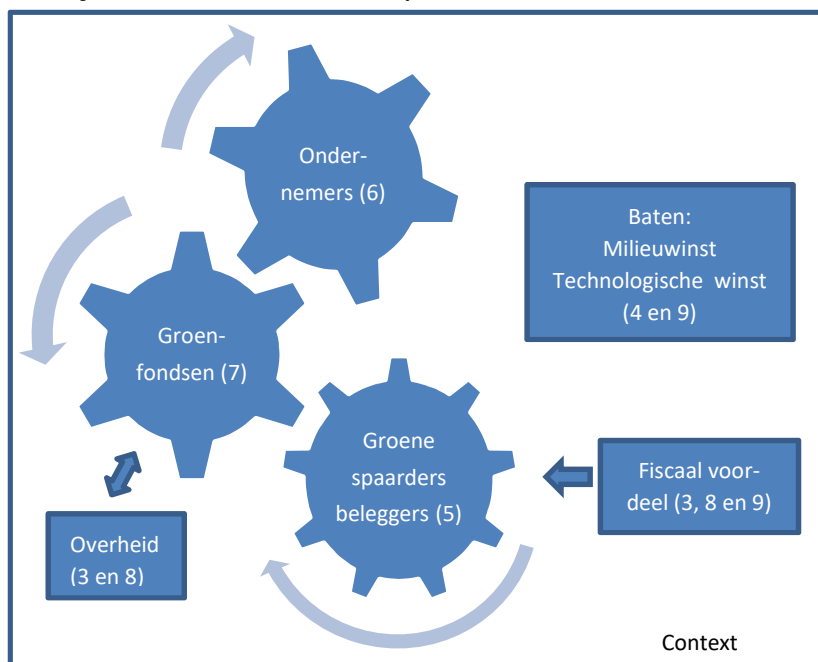 Onder-
nemers (6)
Baten:
Milieuwinst
Technologische winst
(4 en 9)
Groen-
fondsen (7)
Groene
spaarders
beleggers (5)
Fiscaal voor-
deel (3, 8 en 9)
Overheid
(3 en 8)
Context